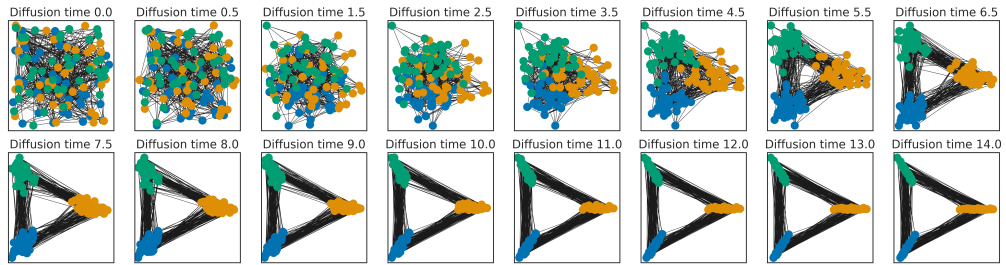 Diffusion time 0.0
Diffusion time 0.5
Diffusion time 1.5
Diffusion time 2.5
Diffusion time 3.5
Diffusion time 4.5
Diffusion time 5.5
Diffusion time 6.5
Diffusion time 7.5
Diffusion time 8.0
Diffusion time 9.0
Diffusion time 10.0
Diffusion time 11.0
Diffusion time 12.0
Diffusion time 13.0
Diffusion time 14.0